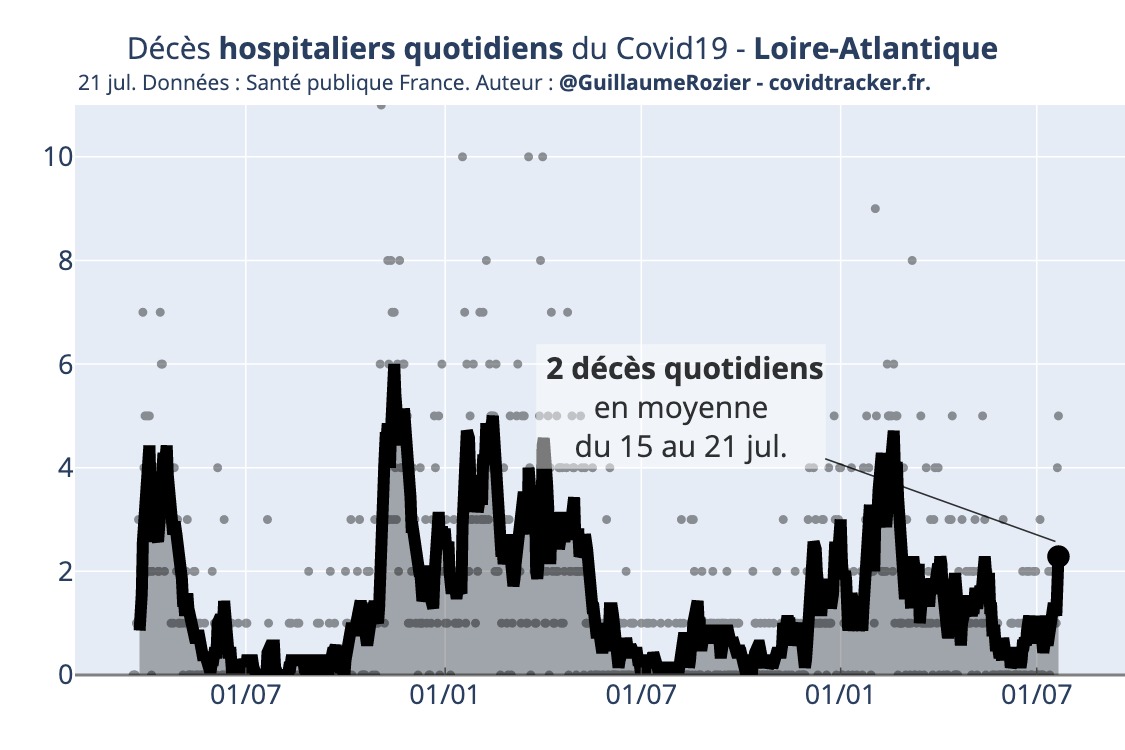 Décès hospitaliers quotidiens du Covid19 - Loire-Atlantique
21 jul. Données : Santé publique France. Auteur : @GuillaumeRozier - covidtracker.fr.
10
8
6
4
2
0
2 décès quotidiens
en moyenne
du 15 au 21 jul.
01/07 01/01 01/07 01/01 01/07